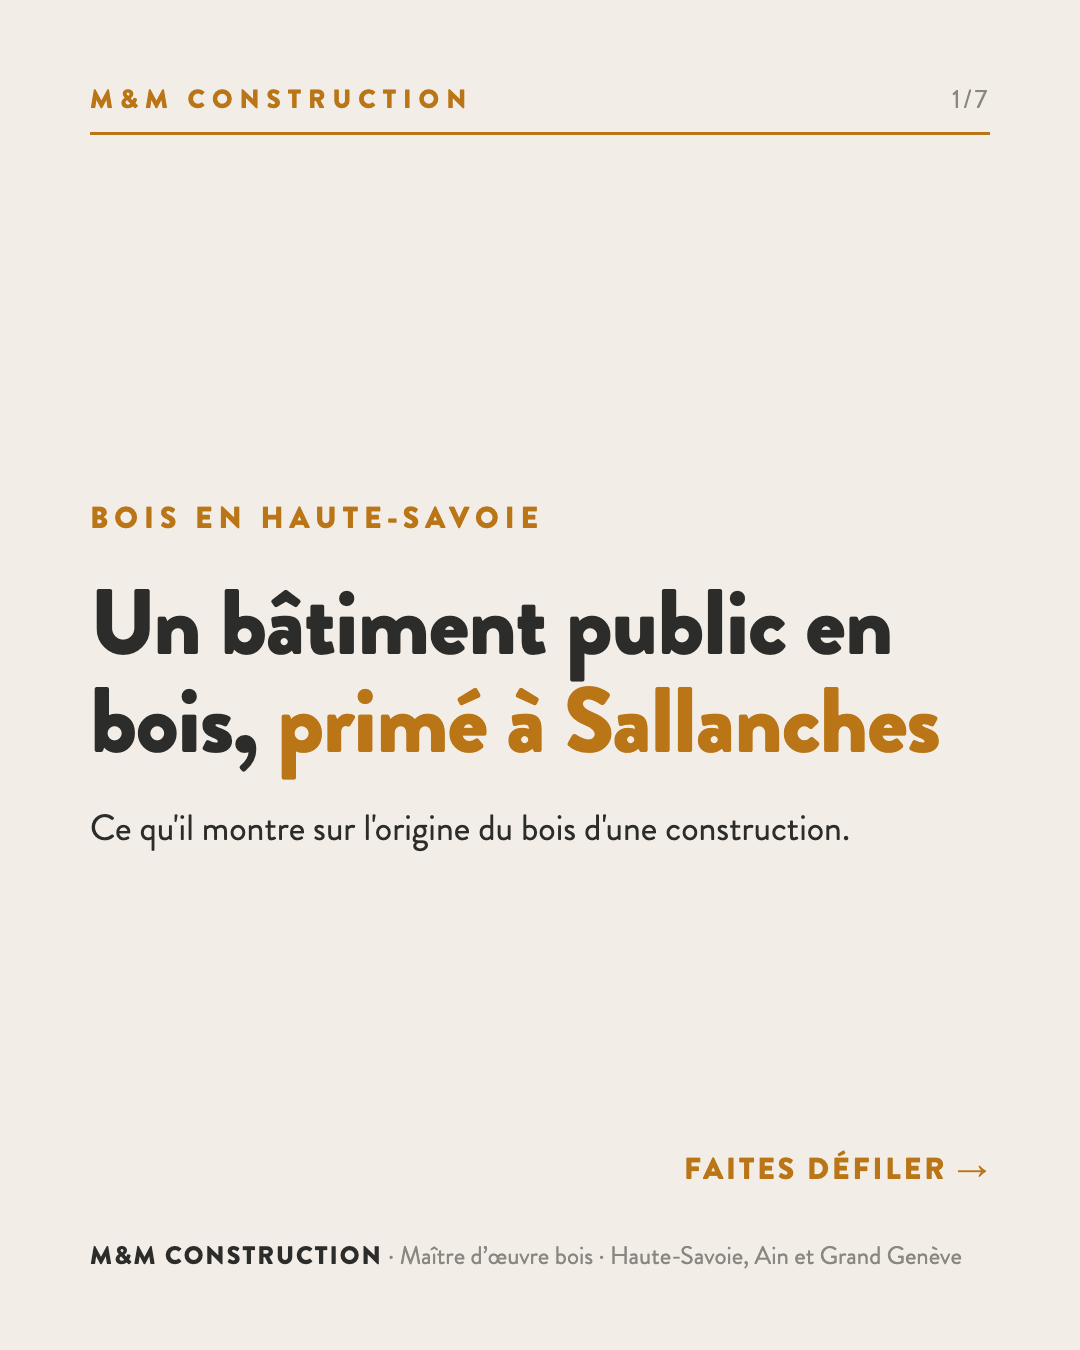 M&M CONSTRUCTION
1/7
BOIS EN HAUTE-SAVOIE
Un bâtiment public en
bois, primé à Sallanches
Ce qu'il montre sur l'origine du bois d'une construction.
FAITES DÉFILER →
M&M CONSTRUCTION · Maître d’œuvre bois · Haute-Savoie, Ain et Grand Genève